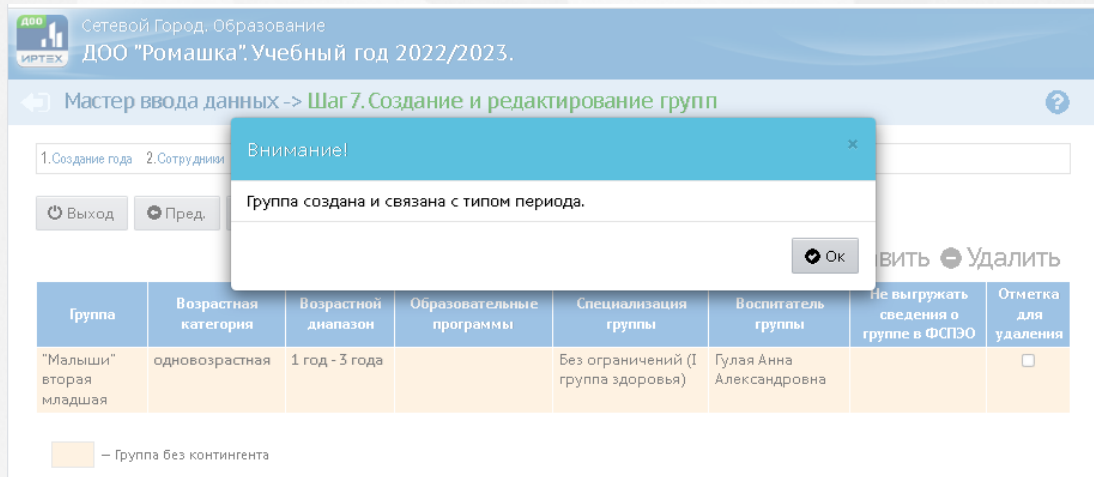 ДОО
ИРТЕХ
Сетевой Город. Образование
ДОО "Ромашка". Учебный год 2022/2023.
Мастер ввода данных -> Шаг 7. Создание и редактирование групп
?
1.Создание года 2.Сотрудники
Внимание!
×
Группа создана и связана с типом периода.
Ок
Выход Пред.
вить Удалить
Группа
Возрастная
категория
Возрастной
диапазон
Образовательные
программы
Специализация
группы
Воспитатель
группы
Не выгружать
сведения о
группе в ФСПЭО
Отметка
для
удаления
"Малыши"
вторая
младшая
одновозрастная
1 год - 3 года
Без ограничений (I
группа здоровья)
Гулая Анна
Александровна
– Группа без контингента